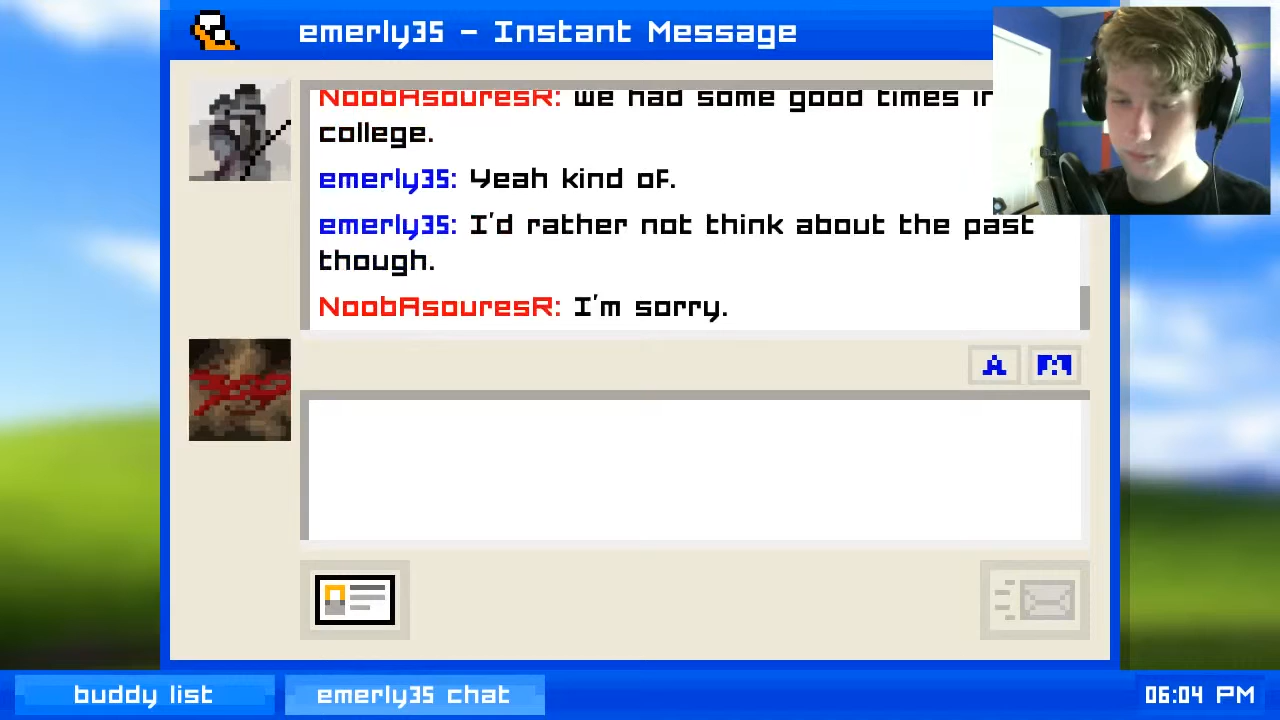 emerly35 - Instant Message
NoobAsouresR: we had some good times in
college.
emerly35: Yeah kind of.
emerly35: I'd rather not think about the past
though.
NoobAsouresR: I'm sorry.
A
buddy list
emerly35 chat
06:04 PM